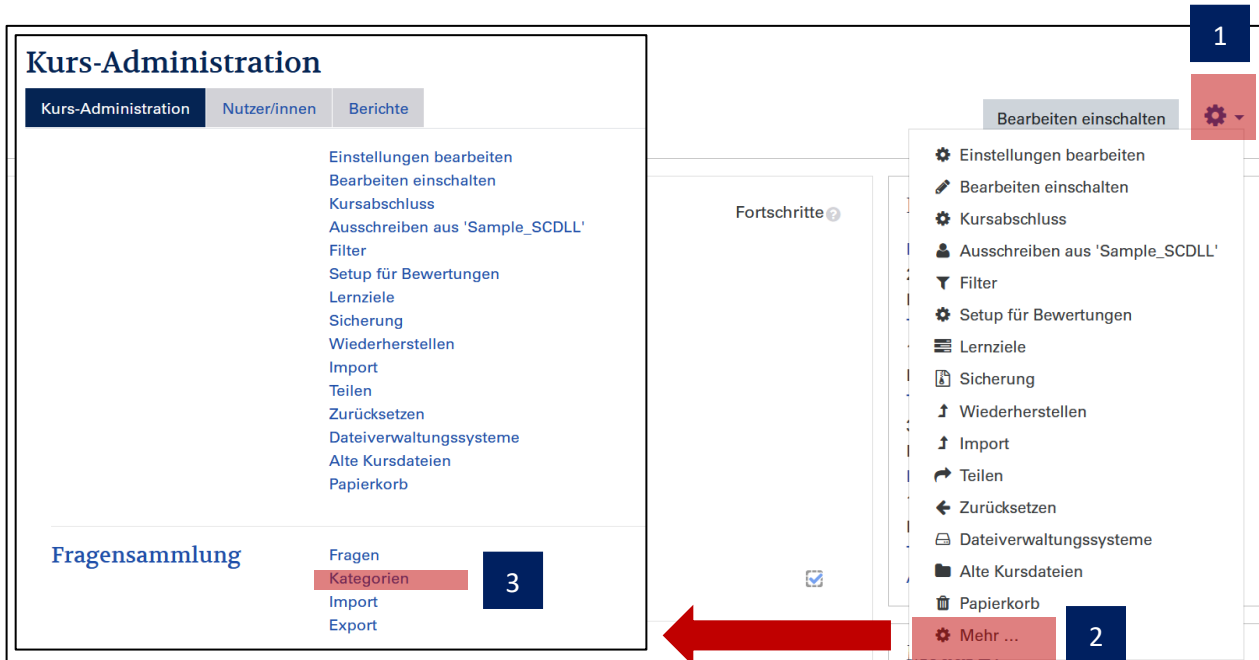 1
Kurs-Administration
Kurs-Administration Nutzer/innen Berichte
Einstellungen bearbeiten
Bearbeiten einschalten
Kursabschluss
Ausschreiben aus 'Sample_SCDLL'
Filter
Setup für Bewertungen
Lernziele
Sicherung
Wiederherstellen
Import
Teilen
Zurücksetzen
Dateiverwaltungssysteme
Alte Kursdateien
Papierkorb
Fragensammlung
Fragen
Kategorien
Import
Export
3
Fortschritte
Bearbeiten einschalten
Einstellungen bearbeiten
Bearbeiten einschalten
Kursabschluss
Ausschreiben aus 'Sample_SCDLL'
Filter
Setup für Bewertungen
Lernziele
Sicherung
Wiederherstellen
Import
Teilen
Zurücksetzen
Dateiverwaltungssysteme
Alte Kursdateien
Papierkorb
Mehr ...
2